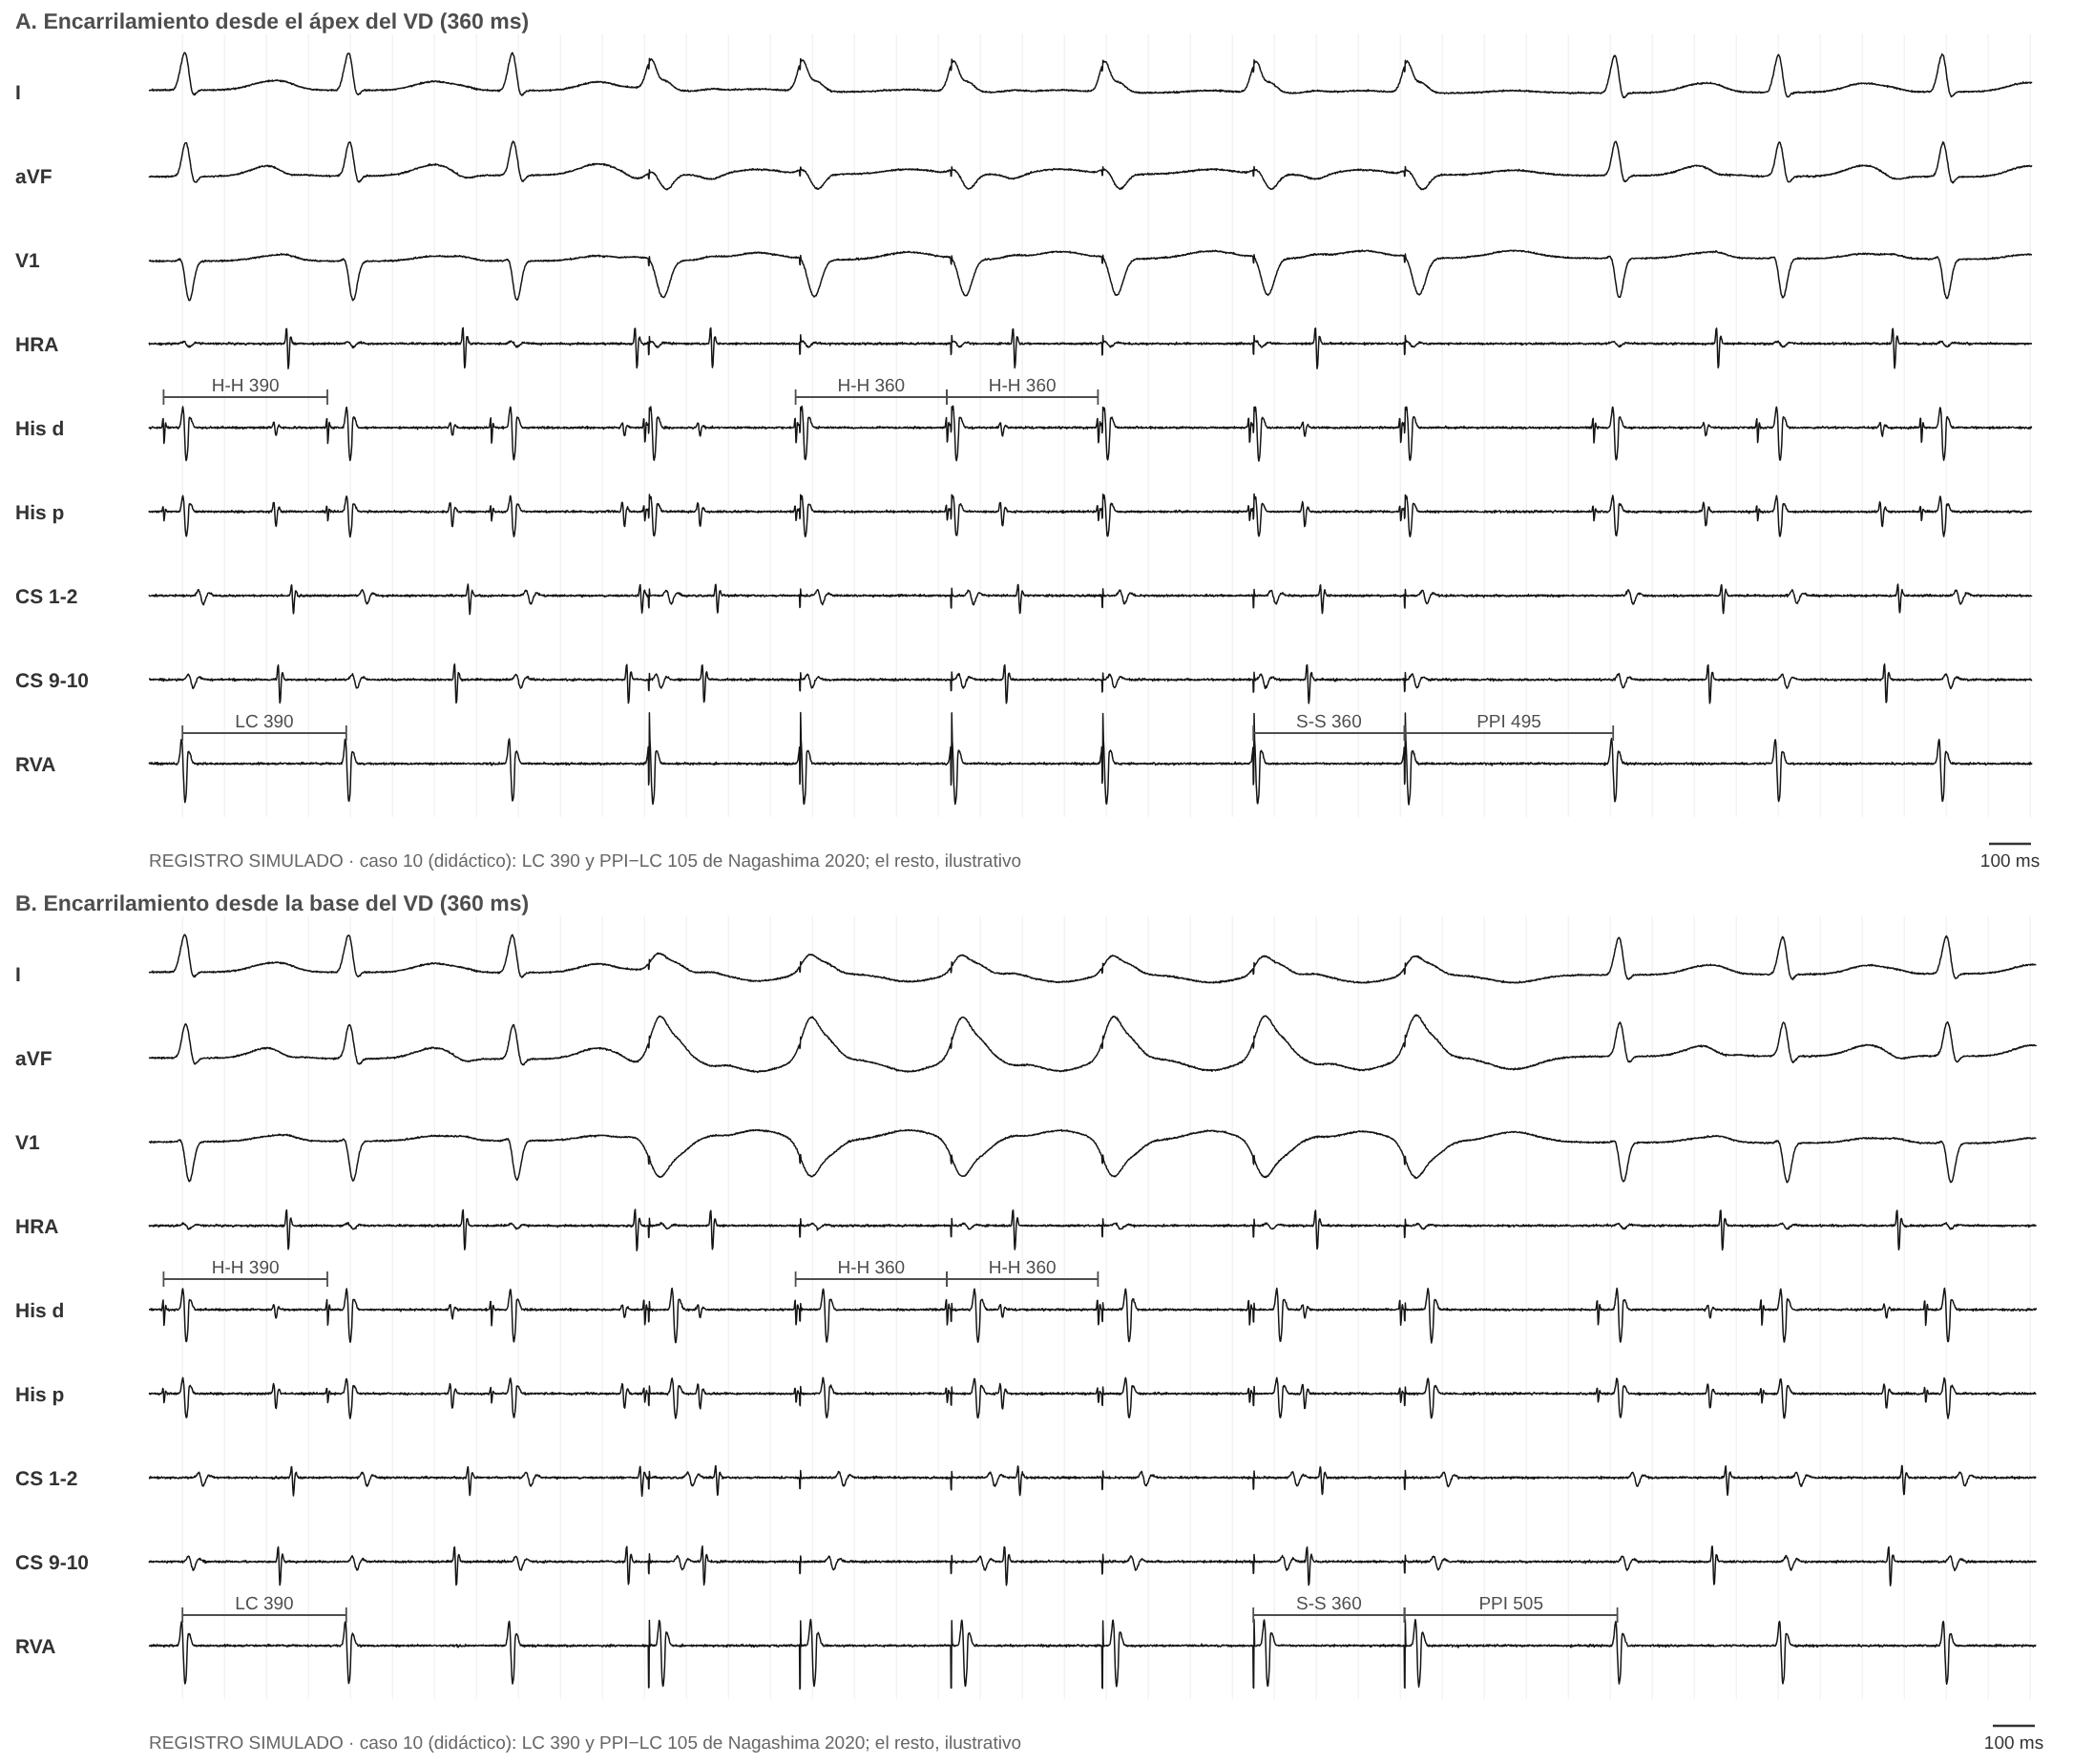 A. Encarrilamiento desde el ápex del VD (360 ms)
I
aVF
V1
HRA
H-H 390 H-H 360 H-H 360
His d
His p
CS 1-2
CS 9-10
LC 390 S-S 360 PPI 495
RVA
REGISTRO SIMULADO · caso 10 (didáctico): LC 390 y PPI−LC 105 de Nagashima 2020; el resto, ilustrativo
100 ms
B. Encarrilamiento desde la base del VD (360 ms)
I
aVF
V1
HRA
H-H 390 H-H 360 H-H 360
His d
His p
CS 1-2
CS 9-10
LC 390 S-S 360 PPI 505
RVA
REGISTRO SIMULADO · caso 10 (didáctico): LC 390 y PPI−LC 105 de Nagashima 2020; el resto, ilustrativo
100 ms